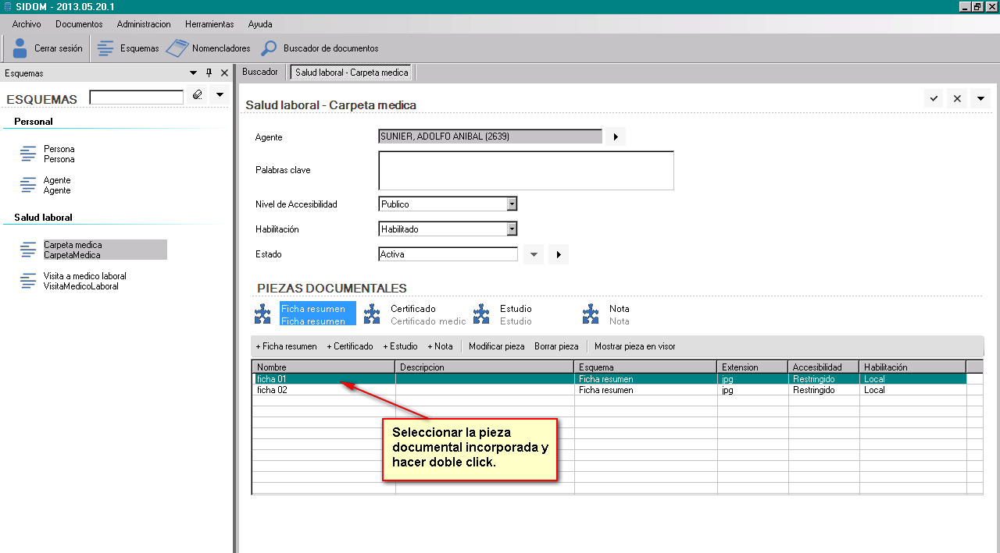 SIDOM - 2013.05.20.1
Archivo Documentos Administracion Herramientas Ayuda
Cerrar sesión Esquemas Nomencladores Buscador de documentos
Esquemas
ESQUEMAS
Personal
Persona
Persona
Agente
Agente
Salud laboral
Carpeta medica
CarpetaMedica
Visita a medico laboral
VisitaMedicoLaboral
Buscador Salud laboral - Carpeta medica
Salud laboral - Carpeta medica
Agente SUNIER, ADOLFO ANIBAL (2639)
Palabras clave
Nivel de Accesibilidad Publico
Habilitación Habilitado
Estado Activa
PIEZAS DOCUMENTALES
Ficha resumen Certificado Estudio Nota
Ficha resumen Certificado medic Estudio Nota
+ Ficha resumen + Certificado + Estudio + Nota Modificar pieza Borrar pieza Mostrar pieza en visor
Nombre Descripcion Esquema Extension Accesibilidad Habilitación
ficha 01 Ficha resumen jpg Restringido Local
ficha 02 Ficha resumen jpg Restringido Local
Seleccionar la pieza
documental incorporada y
hacer doble click.